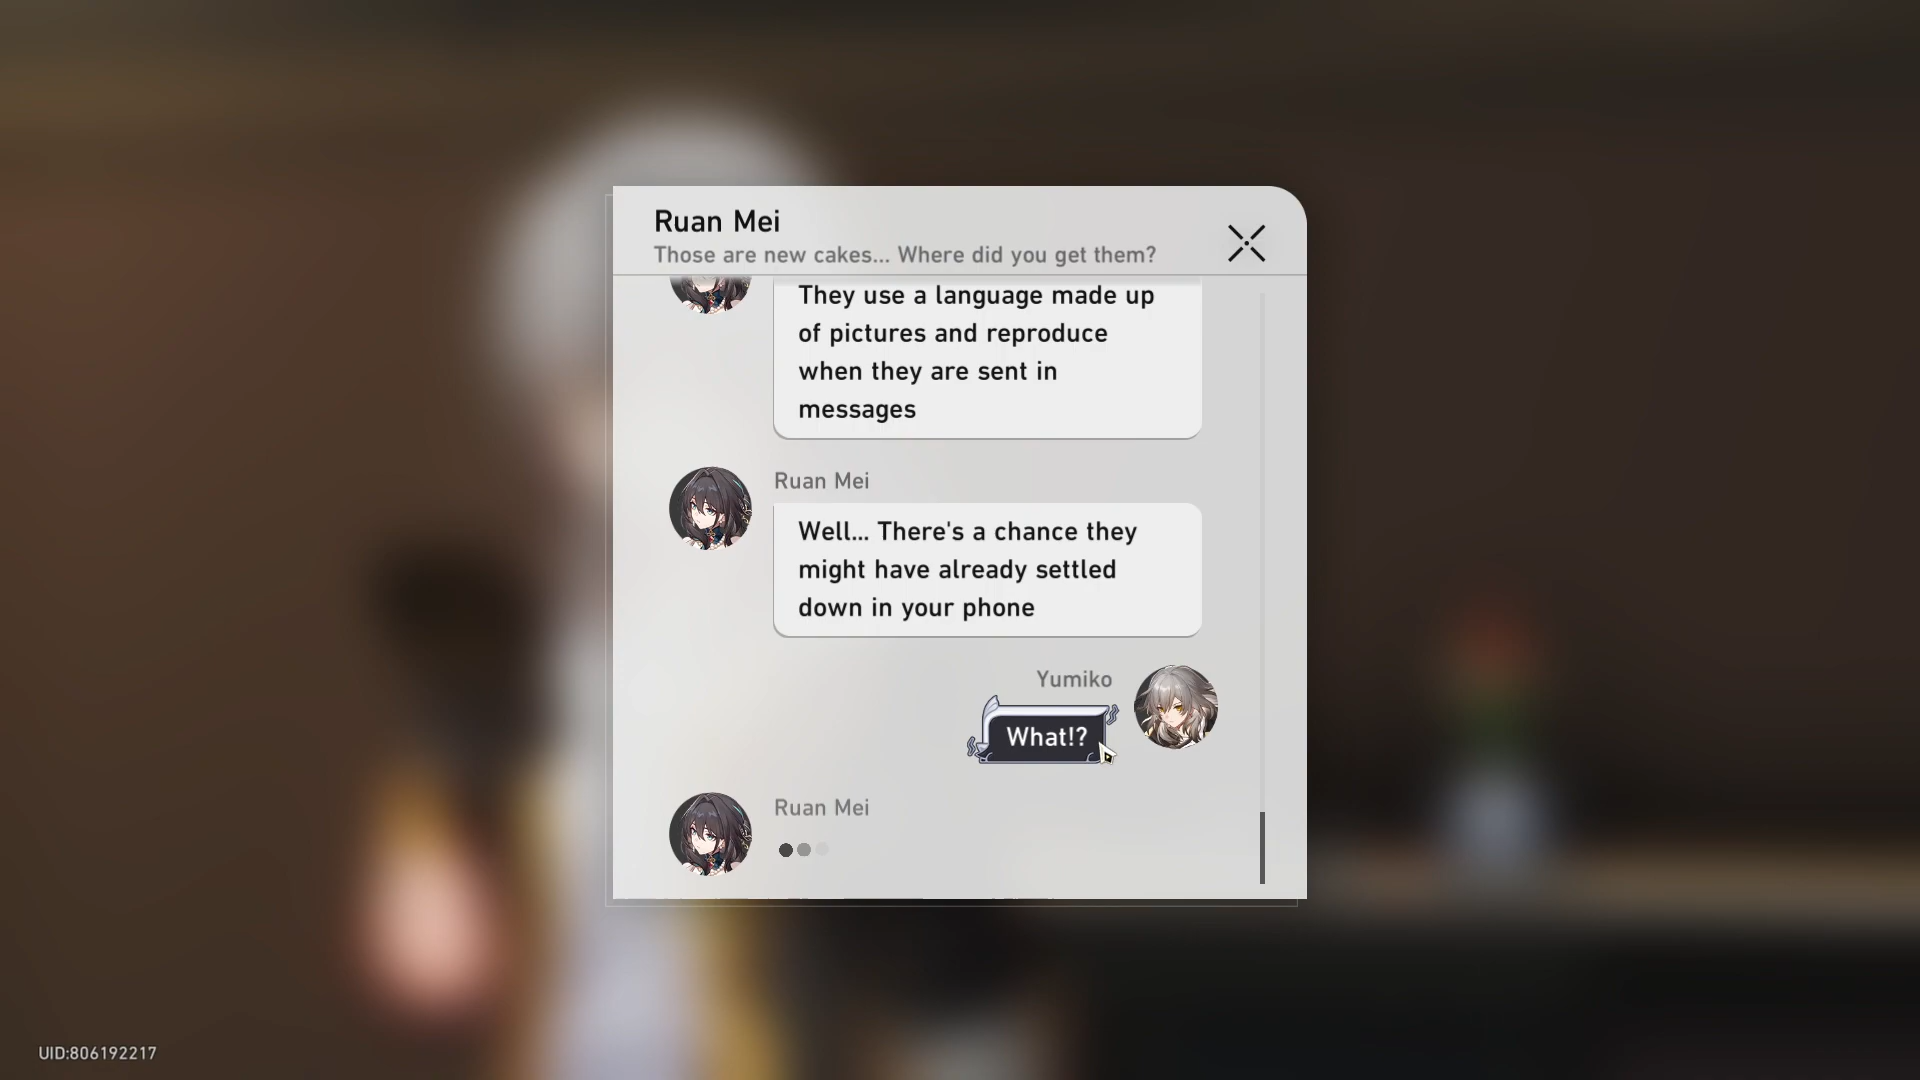 Ruan Mei
Those are new cakes... Where did you get them?
They use a language made up
of pictures and reproduce
when they are sent in
messages
Ruan Mei
Well... There's a chance they
might have already settled
down in your phone
Yumiko
What!?
Ruan Mei
UID:806192217